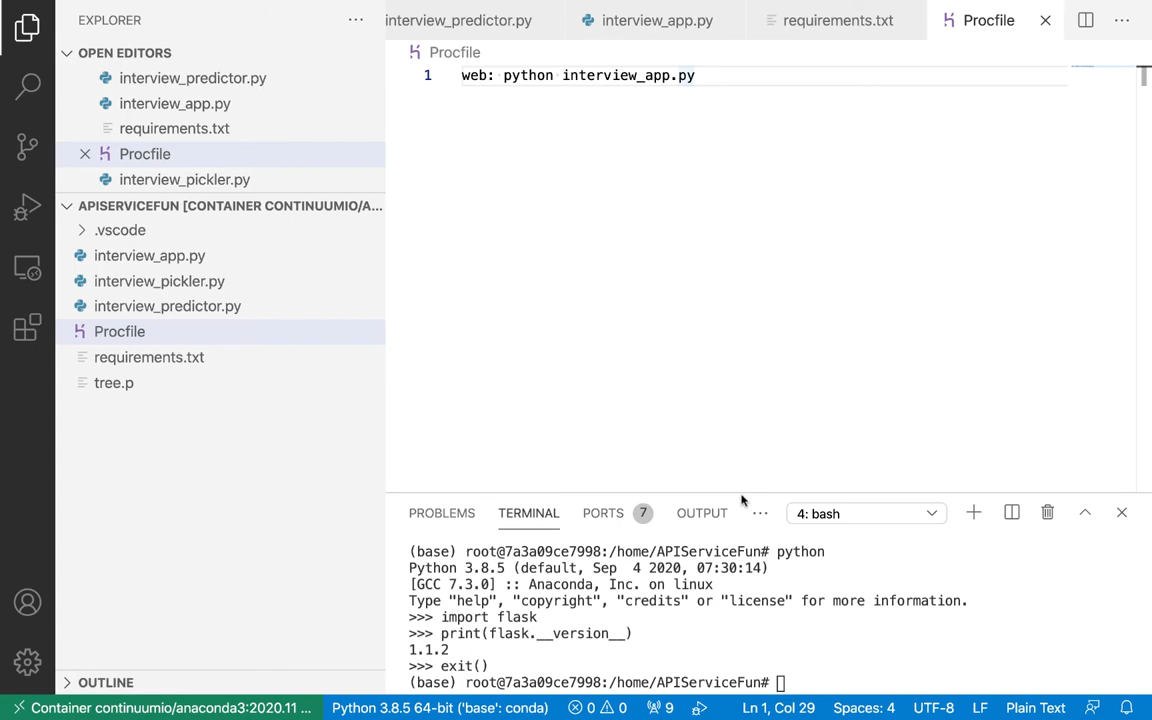 EXPLORER
OPEN EDITORS
interview_predictor.py
interview_app.py
requirements.txt
Procfile
interview_pickler.py
APISERVICEFUN [CONTAINER CONTINUUMIO/A...
.vscode
interview_app.py
interview_pickler.py
interview_predictor.py
Procfile
requirements.txt
tree.p
OUTLINE
interview_predictor.py interview_app.py requirements.txt Procfile
Procfile
1 web: python interview_app.py
PROBLEMS TERMINAL PORTS 7 OUTPUT ... 4: bash
(base) root@7a3a09ce7998:/home/APIServiceFun# python
Python 3.8.5 (default, Sep  4 2020, 07:30:14)
[GCC 7.3.0] :: Anaconda, Inc. on linux
Type "help", "copyright", "credits" or "license" for more information.
>>> import flask
>>> print(flask.__version__)
1.1.2
>>> exit()
(base) root@7a3a09ce7998:/home/APIServiceFun#
Container continuumio/anaconda3:2020.11 ... Python 3.8.5 64-bit ('base': conda) 0 0 9 Ln 1, Col 29 Spaces: 4 UTF-8 LF Plain Text